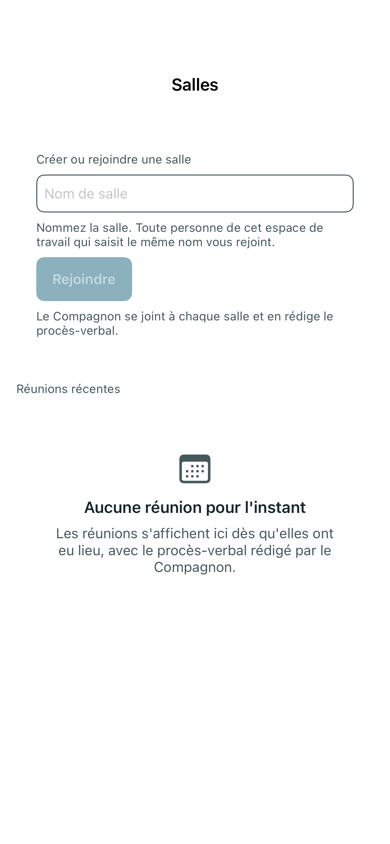 Salles
Créer ou rejoindre une salle
Nom de salle
Nommez la salle. Toute personne de cet espace de
travail qui saisit le même nom vous rejoint.
Rejoindre
Le Compagnon se joint à chaque salle et en rédige le
procès-verbal.
Réunions récentes
Aucune réunion pour l'instant
Les réunions s'affichent ici dès qu'elles ont
eu lieu, avec le procès-verbal rédigé par le
Compagnon.